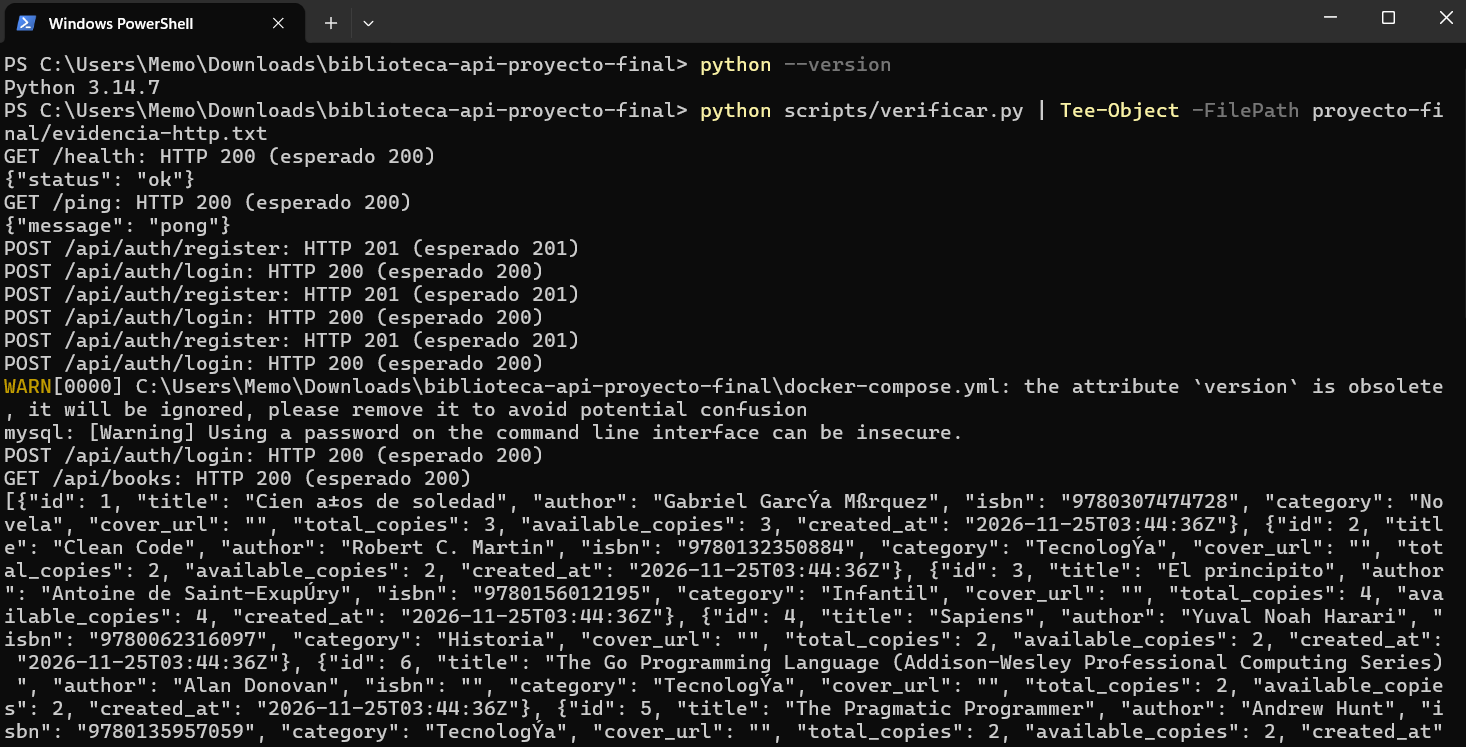 Windows PowerShell
PS C:\Users\Memo\Downloads\biblioteca-api-proyecto-final> python --version
Python 3.14.7
PS C:\Users\Memo\Downloads\biblioteca-api-proyecto-final> python scripts/verificar.py | Tee-Object -FilePath proyecto-fi
nal/evidencia-http.txt
GET /health: HTTP 200 (esperado 200)
{"status": "ok"}
GET /ping: HTTP 200 (esperado 200)
{"message": "pong"}
POST /api/auth/register: HTTP 201 (esperado 201)
POST /api/auth/login: HTTP 200 (esperado 200)
POST /api/auth/register: HTTP 201 (esperado 201)
POST /api/auth/login: HTTP 200 (esperado 200)
POST /api/auth/register: HTTP 201 (esperado 201)
POST /api/auth/login: HTTP 200 (esperado 200)
WARN[0000] C:\Users\Memo\Downloads\biblioteca-api-proyecto-final\docker-compose.yml: the attribute `version` is obsolete
, it will be ignored, please remove it to avoid potential confusion
mysql: [Warning] Using a password on the command line interface can be insecure.
POST /api/auth/login: HTTP 200 (esperado 200)
GET /api/books: HTTP 200 (esperado 200)
[{"id": 1, "title": "Cien a±os de soledad", "author": "Gabriel GarcÝa Mßrquez", "isbn": "9780307474728", "category": "No
vela", "cover_url": "", "total_copies": 3, "available_copies": 3, "created_at": "2026-11-25T03:44:36Z"}, {"id": 2, "titl
e": "Clean Code", "author": "Robert C. Martin", "isbn": "9780132350884", "category": "TecnologÝa", "cover_url": "", "tot
al_copies": 2, "available_copies": 2, "created_at": "2026-11-25T03:44:36Z"}, {"id": 3, "title": "El principito", "author
": "Antoine de Saint-ExupÚry", "isbn": "9780156012195", "category": "Infantil", "cover_url": "", "total_copies": 4, "ava
ilable_copies": 4, "created_at": "2026-11-25T03:44:36Z"}, {"id": 4, "title": "Sapiens", "author": "Yuval Noah Harari", "
isbn": "9780062316097", "category": "Historia", "cover_url": "", "total_copies": 2, "available_copies": 2, "created_at":
 "2026-11-25T03:44:36Z"}, {"id": 6, "title": "The Go Programming Language (Addison-Wesley Professional Computing Series)
 ", "author": "Alan Donovan", "isbn": "", "category": "TecnologÝa", "cover_url": "", "total_copies": 2, "available_copie
s": 2, "created_at": "2026-11-25T03:44:36Z"}, {"id": 5, "title": "The Pragmatic Programmer", "author": "Andrew Hunt", "i
sbn": "9780135957059", "category": "TecnologÝa", "cover_url": "", "total_copies": 2, "available_copies": 2, "created_at"